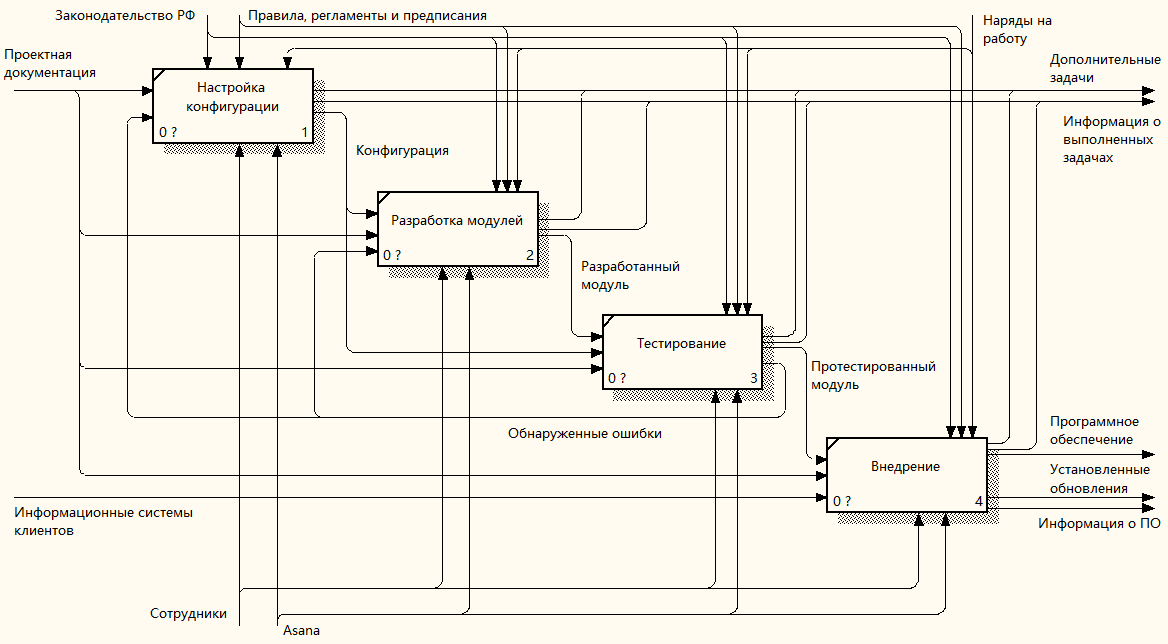 Законодательство РФ
Правила, регламенты и предписания
Наряды на
работу
Проектная
документация
Дополнительные
задачи
Настройка
конфигурации
0 ?
1
Информация о
выполненных
задачах
Конфигурация
Разработка модулей
0 ?
2
Разработанный
модуль
Тестирование
0 ?
3
Протестированный
модуль
Обнаруженные ошибки
Программное
обеспечение
Внедрение
0 ?
4
Установленные
обновления
Информация о ПО
Информационные системы
клиентов
Сотрудники
Asana